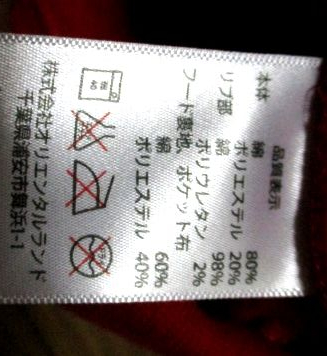 品質表示
本体
綿 80%
ポリエステル 20%
リブ部
綿 98%
ポリウレタン 2%
フード裏地 ポケット布
綿 60%
ポリエステル 40%
弱
40
株式会社オリエンタルランド
千葉県浦安市舞浜1-1